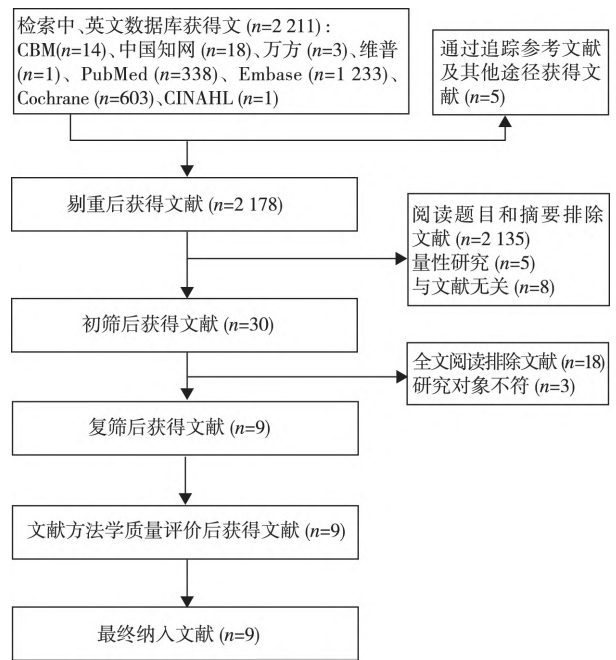 检索中、英文数据库获得文 (n=2 211)：
CBM(n=14)、中国知网 (n=18)、万方 (n=3)、维普
(n=1)、PubMed (n=338)、Embase (n=1 233)、
Cochrane (n=603)、CINAHL (n=1)
通过追踪参考文献
及其他途径获得文
献 (n=5)
剔重后获得文献 (n=2 178)
阅读题目和摘要排除
文献 (n=2 135)
量性研究 (n=5)
与文献无关 (n=8)
初筛后获得文献 (n=30)
全文阅读排除文献 (n=18)
研究对象不符 (n=3)
复筛后获得文献 (n=9)
文献方法学质量评价后获得文献 (n=9)
最终纳入文献 (n=9)